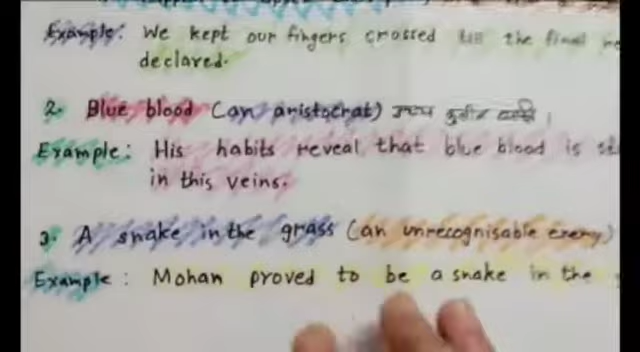 Example: We kept our fingers crossed till the final
declared.
2. Blue blood (an aristocrat) उच्च कुलीन व्यक्ति।
Example: His habits reveal that blue blood is
in this veins.
3. A snake in the grass (an unrecognisable enemy)
Example: Mohan proved to be a snake in the